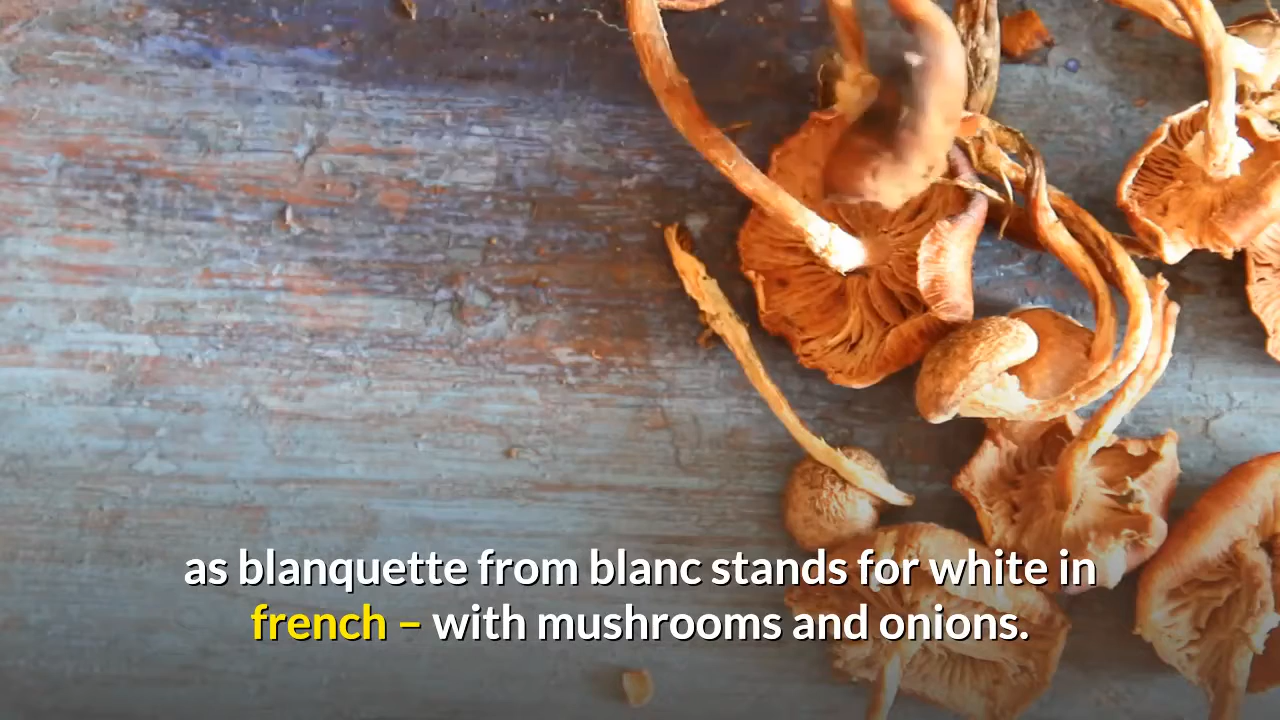 as blanquette from blanc stands for white in
french – with mushrooms and onions.